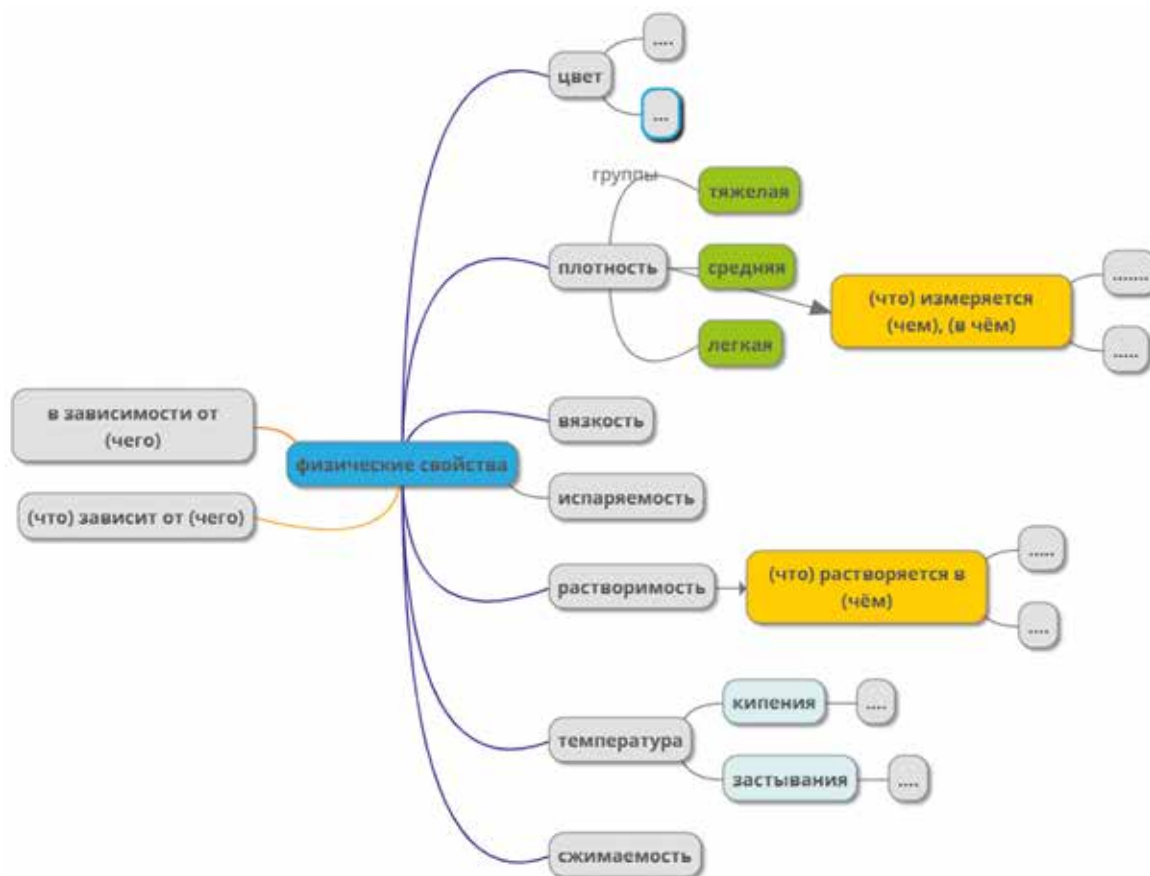 цвет
....
...
группы
тяжелая
плотность
средняя
легкая
(что) измеряется
(чем), (в чём)
.......
.....
в зависимости от
(чего)
(что) зависит от (чего)
физические свойства
вязкость
испаряемость
растворимость
(что) растворяется в
(чём)
.....
....
температура
кипения
....
застывания
....
сжимаемость